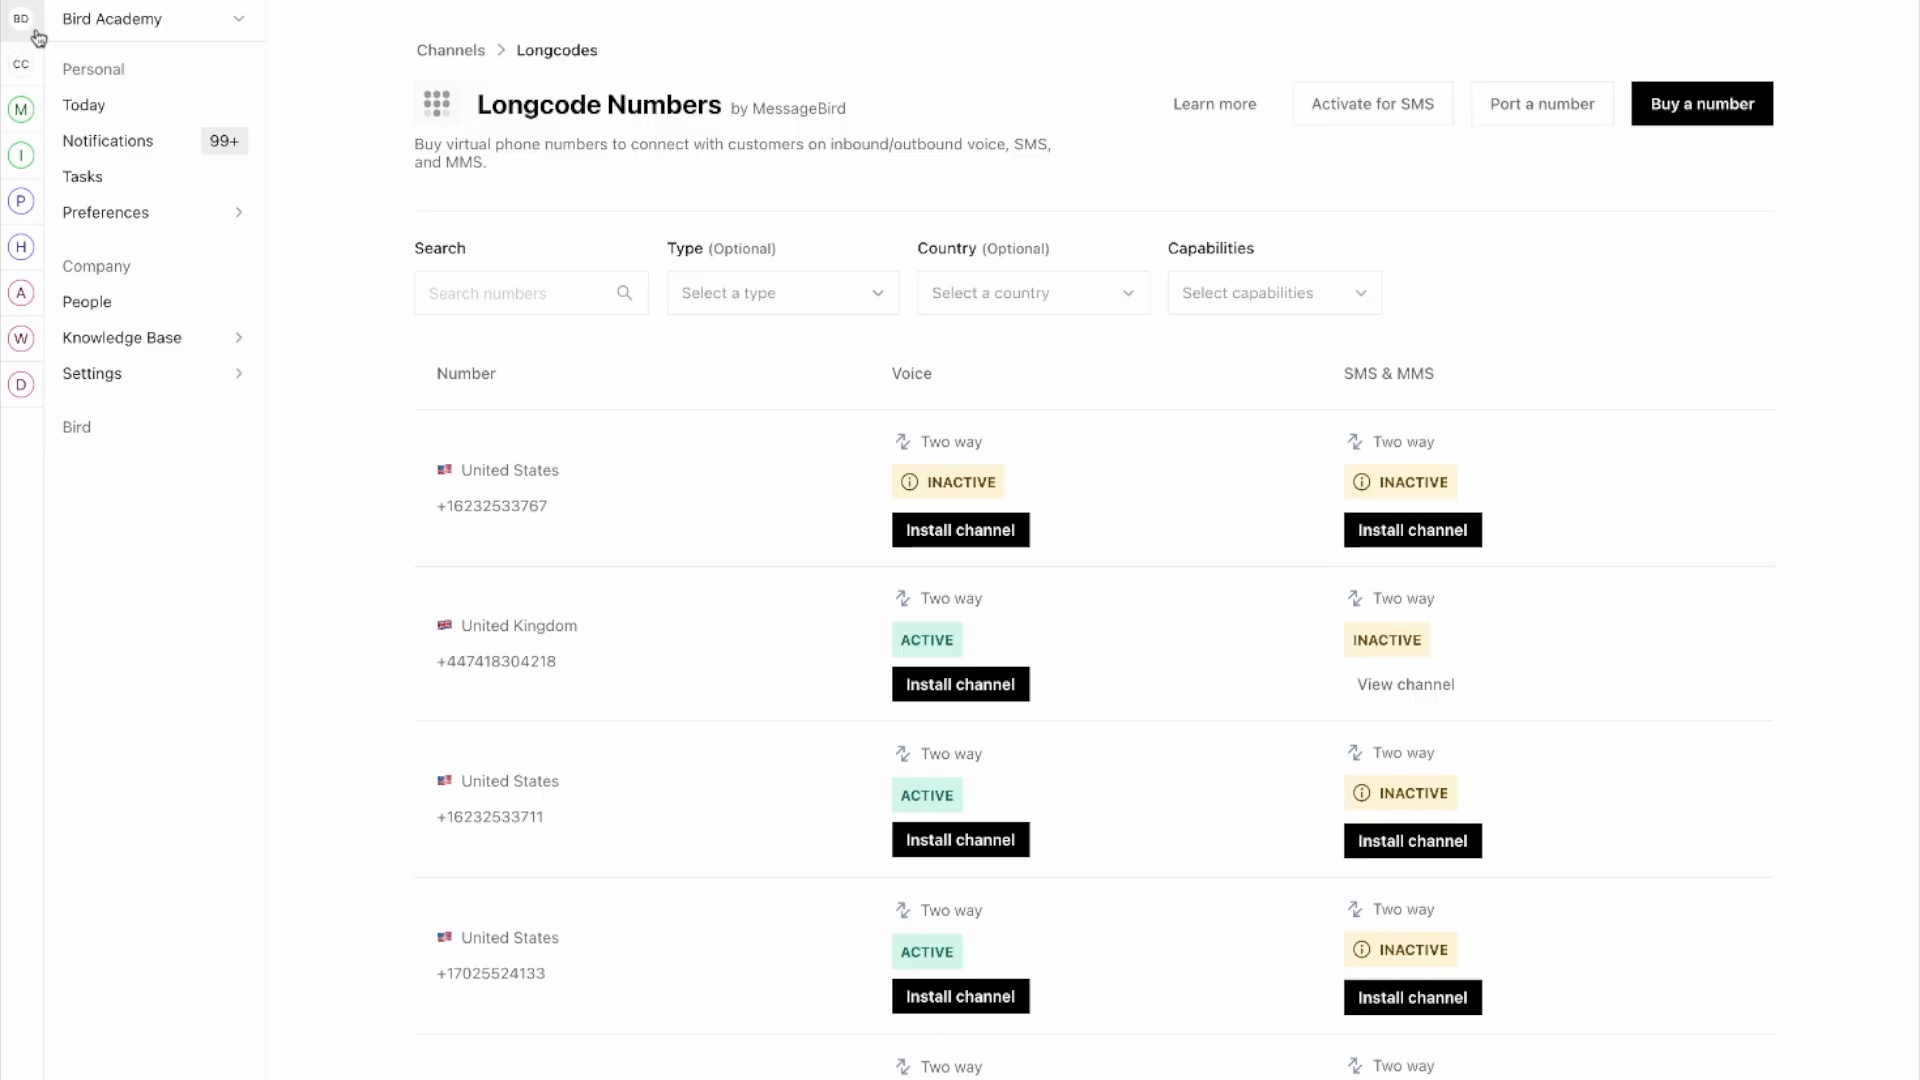 BD
Bird Academy
CC
Personal
M
Today
Notifications 99+
I
Tasks
P
Preferences
H
Company
A
People
W
Knowledge Base
D
Settings
Bird
Channels > Longcodes
Longcode Numbers by MessageBird
Learn more
Activate for SMS
Port a number
Buy a number
Buy virtual phone numbers to connect with customers on inbound/outbound voice, SMS,
and MMS.
Search
Type (Optional)
Country (Optional)
Capabilities
Search numbers
Select a type
Select a country
Select capabilities
Number
Voice
SMS & MMS
United States
+16232533767
Two way
INACTIVE
Install channel
Two way
INACTIVE
Install channel
United Kingdom
+447418304218
Two way
ACTIVE
Install channel
Two way
INACTIVE
View channel
United States
+16232533711
Two way
ACTIVE
Install channel
Two way
INACTIVE
Install channel
United States
+17025524133
Two way
ACTIVE
Install channel
Two way
INACTIVE
Install channel
Two way
Two way